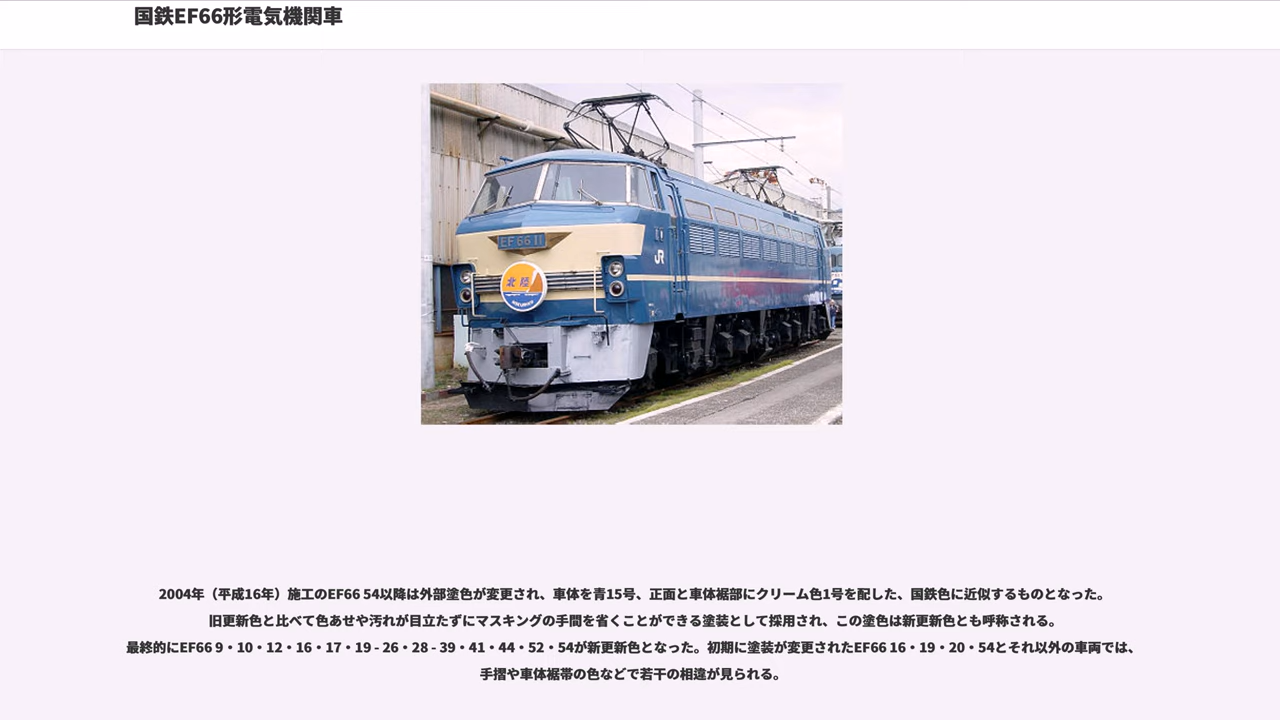 国鉄EF66形電気機関車
EF66 11
JR
北陸
2004年（平成16年）施工のEF66 54以降は外部塗色が変更され、車体を青15号、正面と車体裾部にクリーム色1号を配した、国鉄色に近似するものとなった。
旧更新色と比べて色あせや汚れが目立たずにマスキングの手間を省くことができる塗装として採用され、この塗色は新更新色とも呼称される。
最終的にEF66 9・10・12・16・17・19 - 26・28 - 39・41・44・52・54が新更新色となった。初期に塗装が変更されたEF66 16・19・20・54とそれ以外の車両では、
手摺や車体裾帯の色などで若干の相違が見られる。